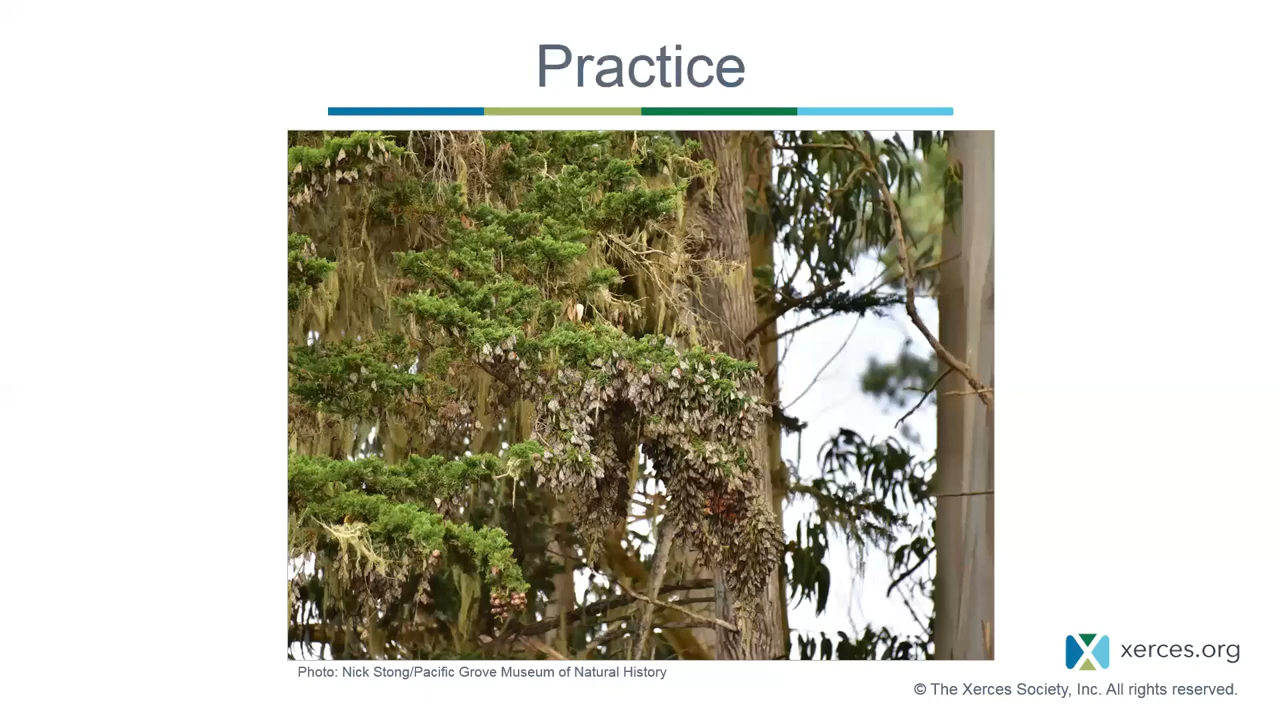 Practice
Photo: Nick Stong/Pacific Grove Museum of Natural History
xerces.org
© The Xerces Society, Inc. All rights reserved.